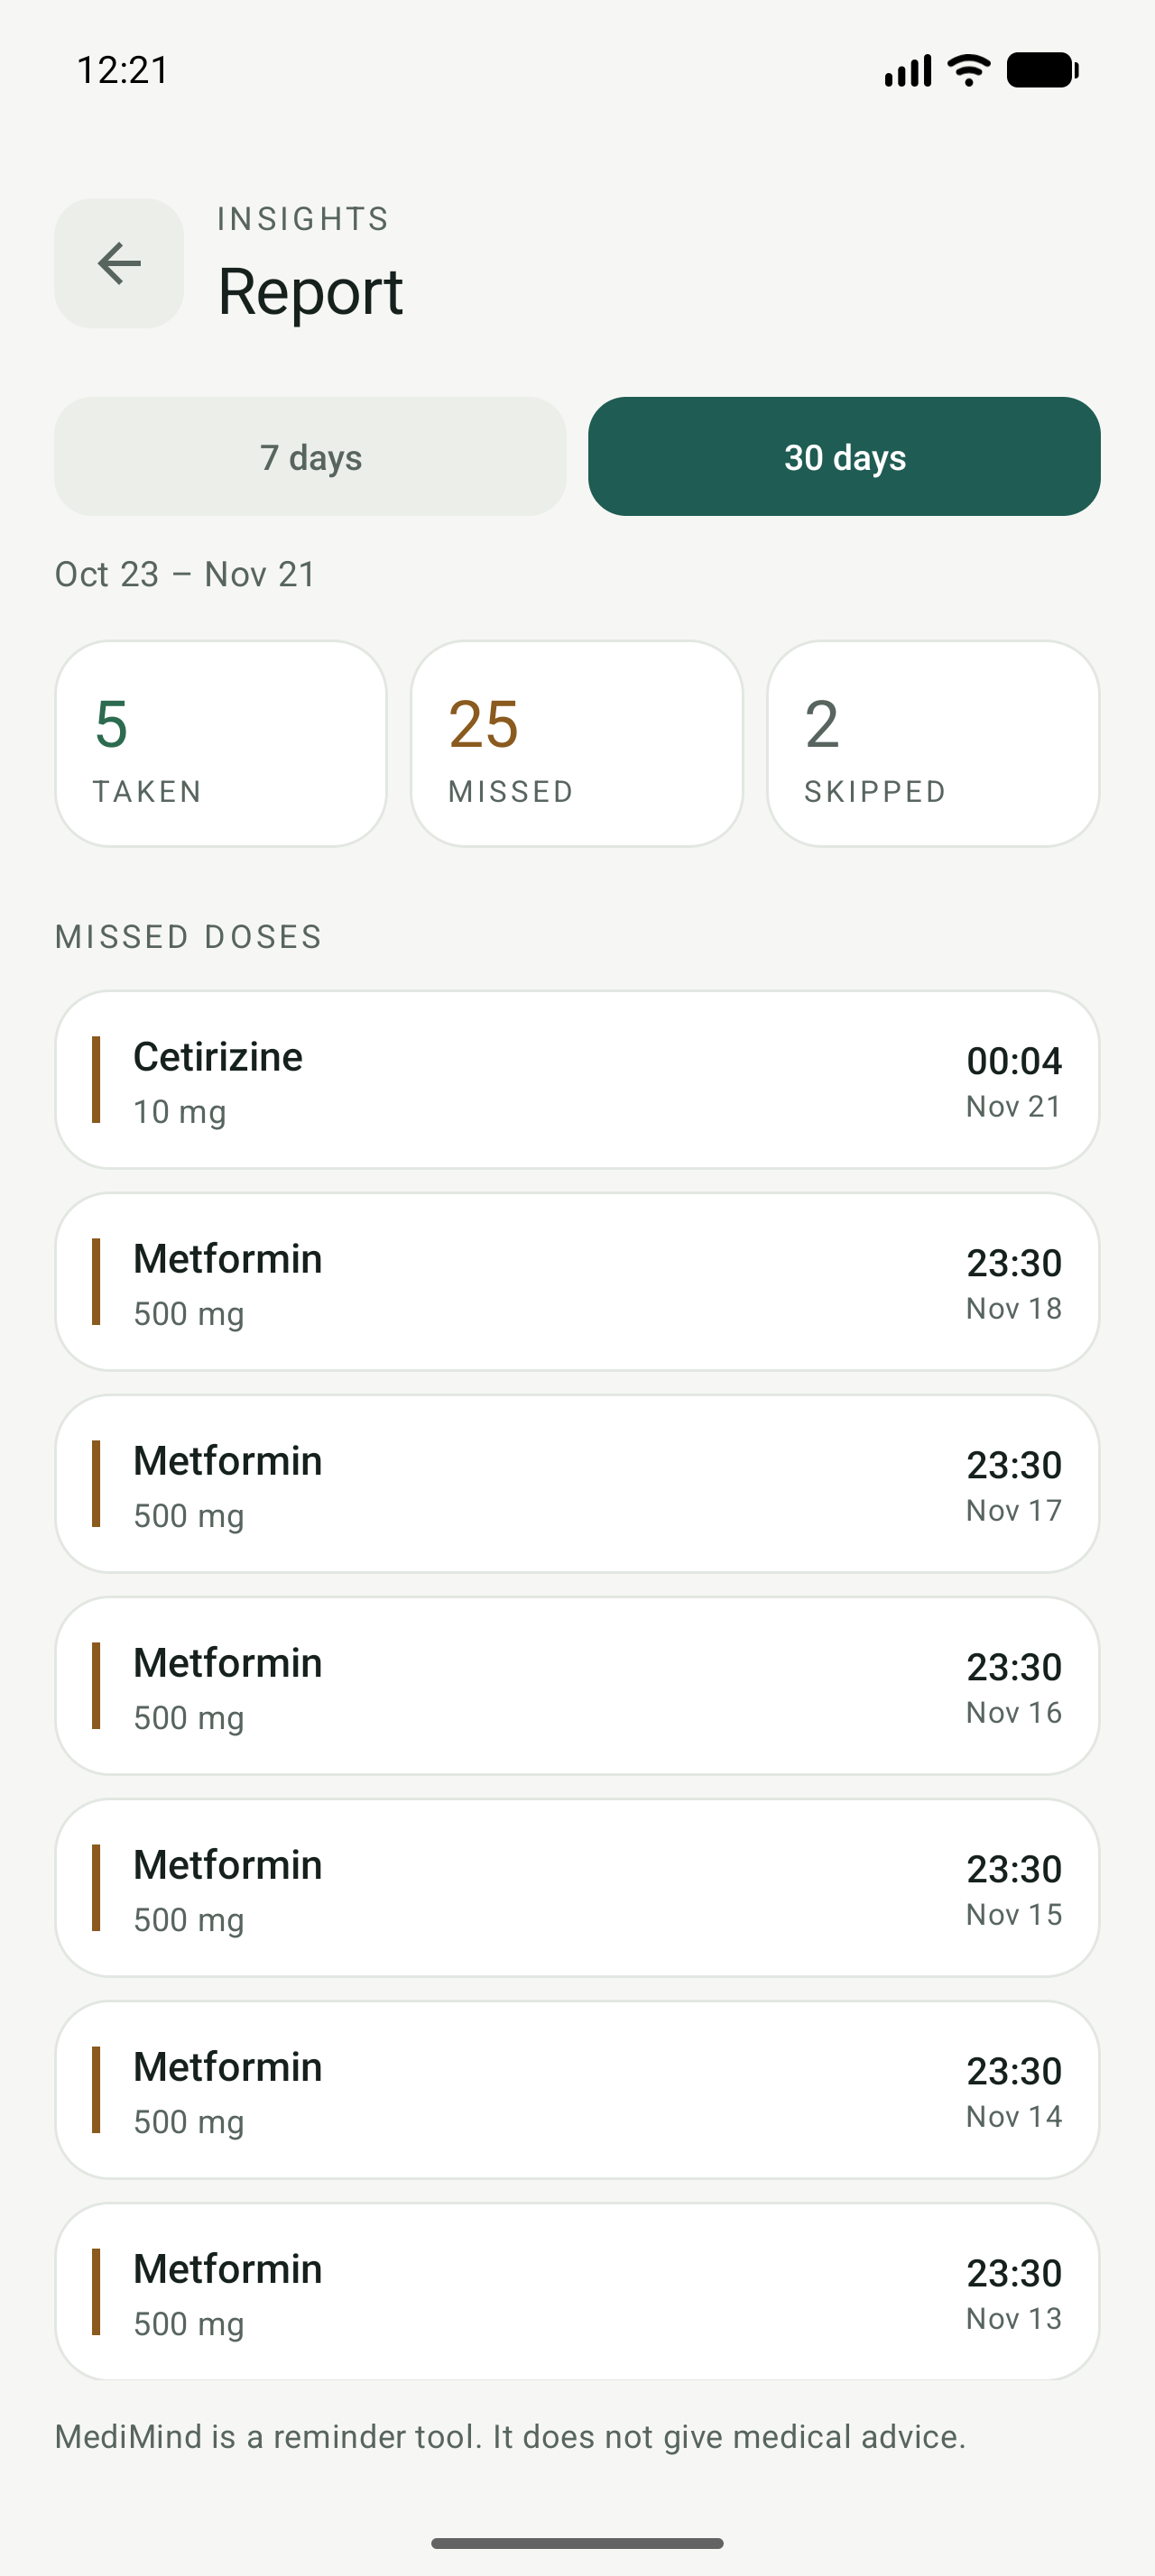 12:21
INSIGHTS
Report
7 days
30 days
Oct 23 – Nov 21
5
TAKEN
25
MISSED
2
SKIPPED
MISSED DOSES
Cetirizine
10 mg
00:04
Nov 21
Metformin
500 mg
23:30
Nov 18
Metformin
500 mg
23:30
Nov 17
Metformin
500 mg
23:30
Nov 16
Metformin
500 mg
23:30
Nov 15
Metformin
500 mg
23:30
Nov 14
Metformin
500 mg
23:30
Nov 13
MediMind is a reminder tool. It does not give medical advice.